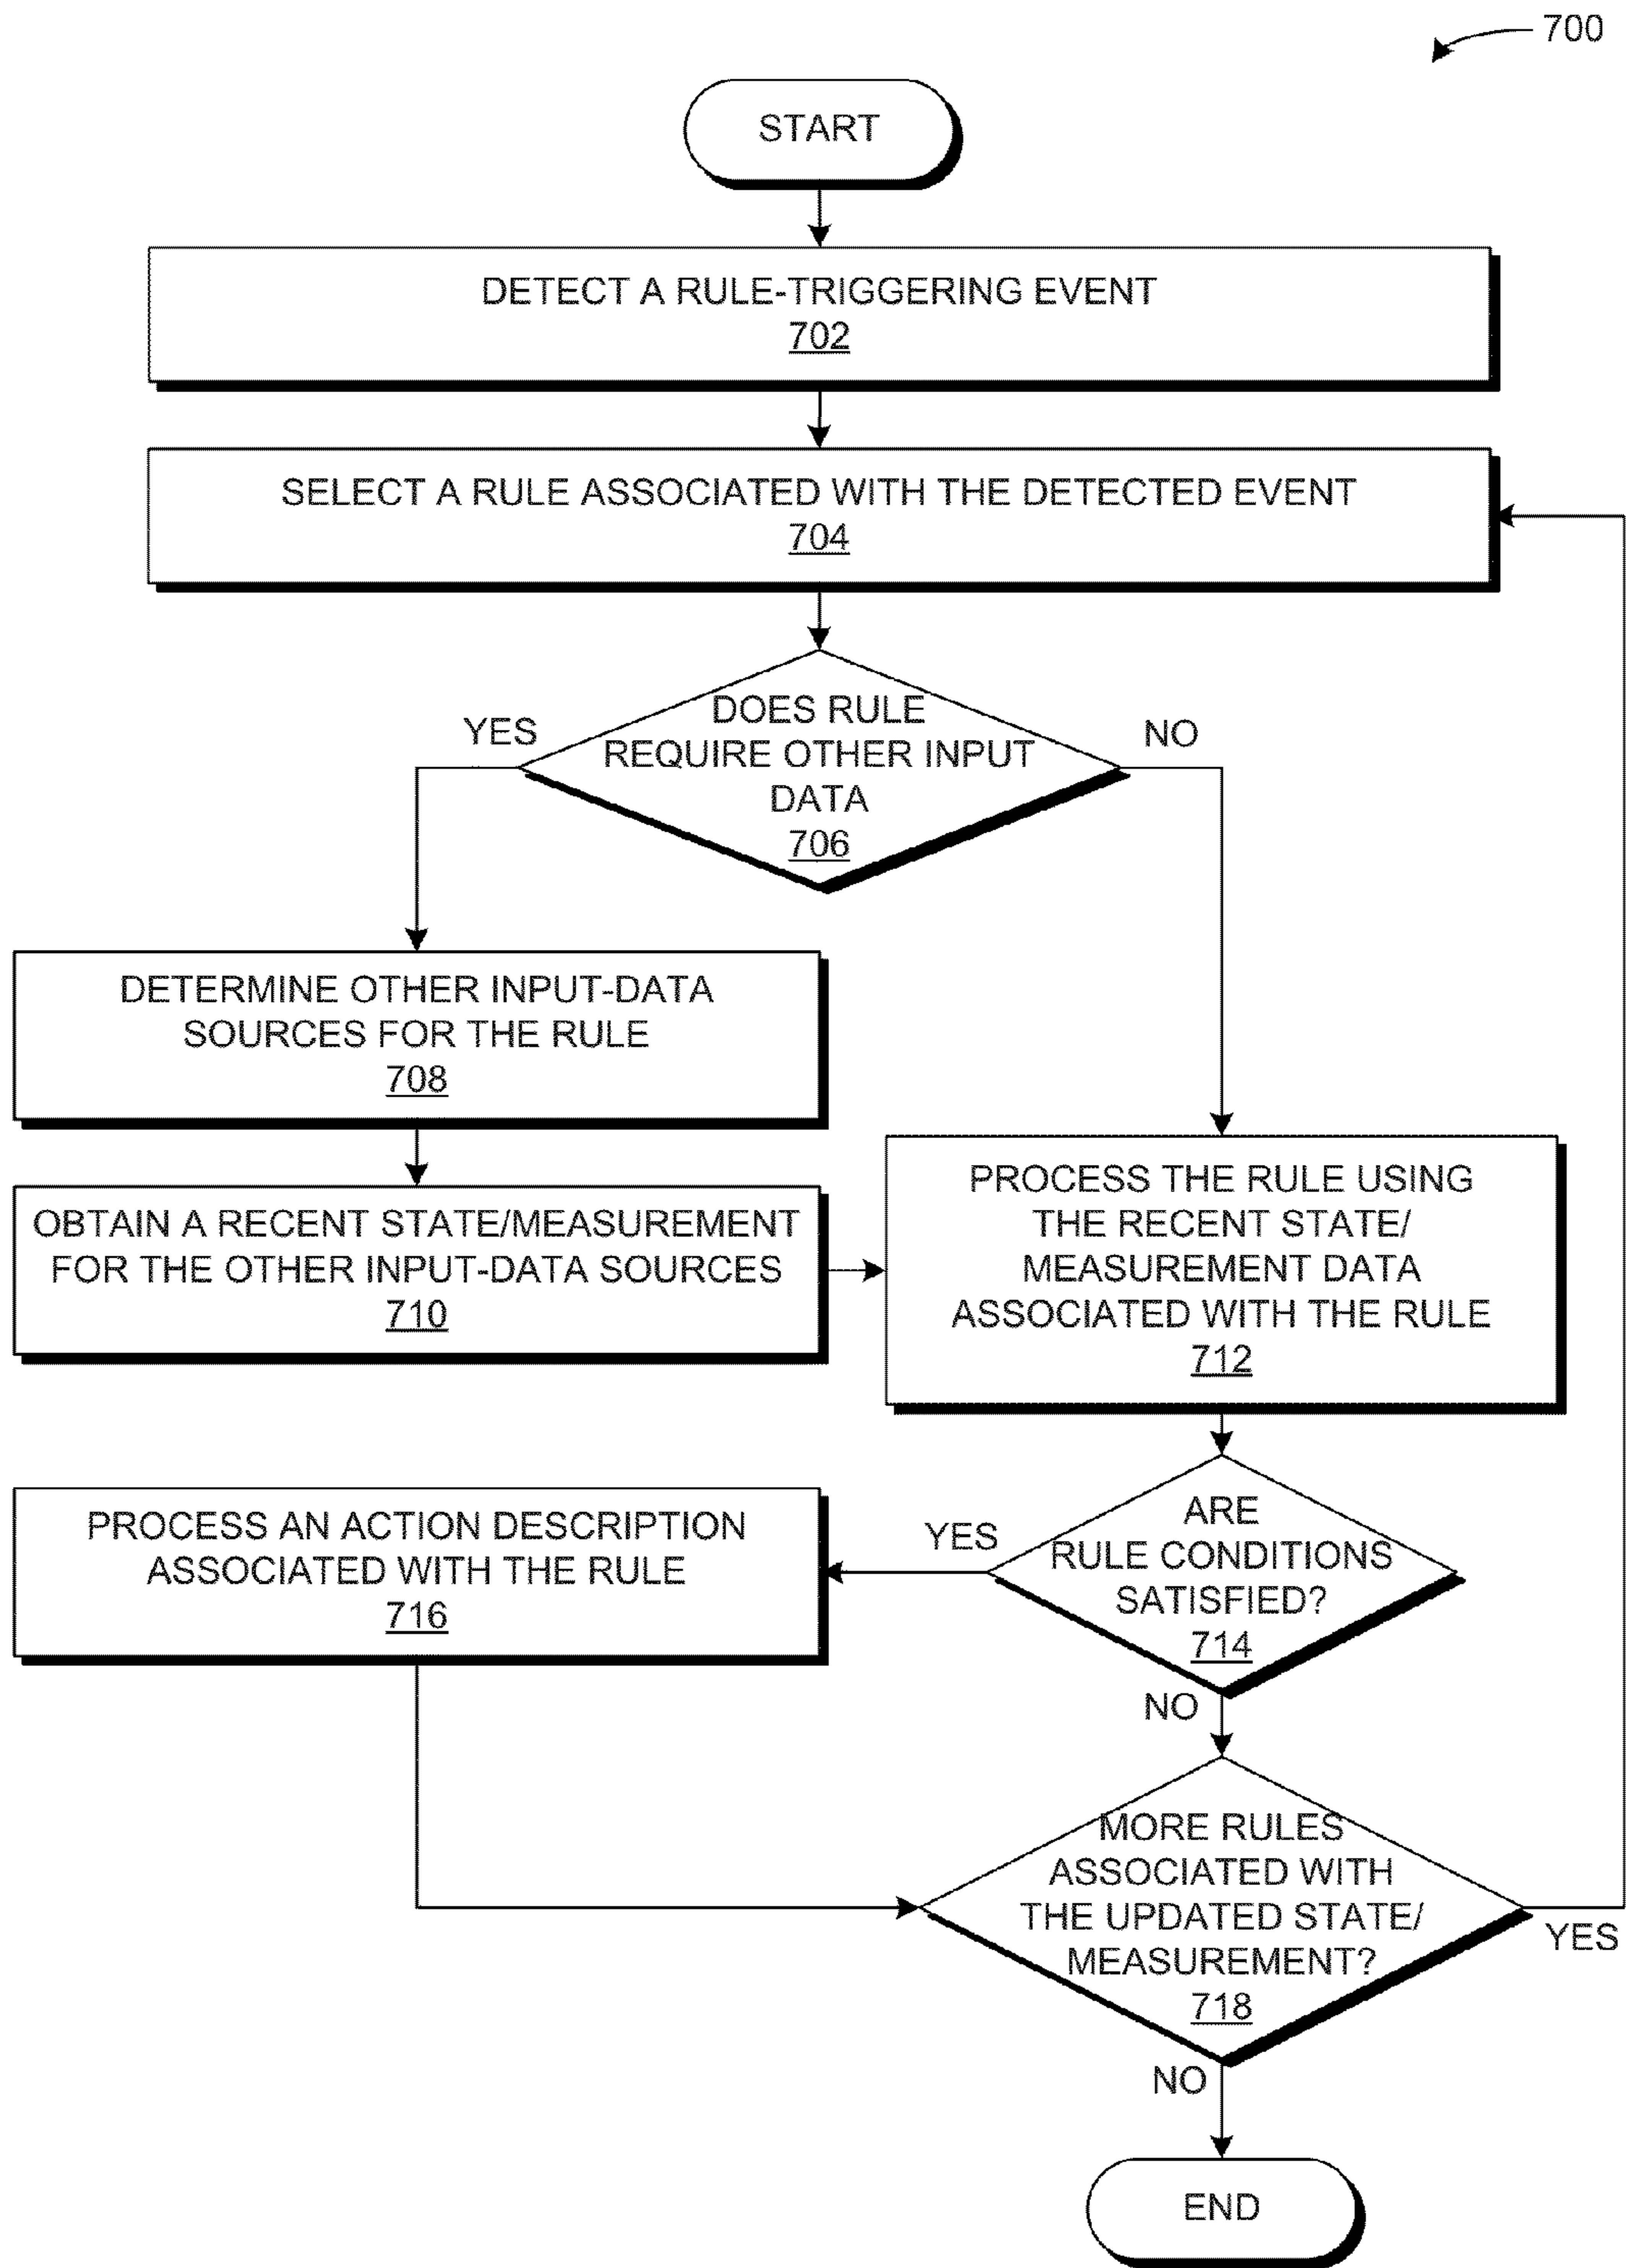 700
START
DETECT A RULE-TRIGGERING EVENT
702
SELECT A RULE ASSOCIATED WITH THE DETECTED EVENT
704
DOES RULE
REQUIRE OTHER INPUT
DATA
706
YES
NO
DETERMINE OTHER INPUT-DATA
SOURCES FOR THE RULE
708
OBTAIN A RECENT STATE/MEASUREMENT
FOR THE OTHER INPUT-DATA SOURCES
710
PROCESS THE RULE USING
THE RECENT STATE/
MEASUREMENT DATA
ASSOCIATED WITH THE RULE
712
ARE
RULE CONDITIONS
SATISFIED?
714
YES
NO
PROCESS AN ACTION DESCRIPTION
ASSOCIATED WITH THE RULE
716
MORE RULES
ASSOCIATED WITH
THE UPDATED STATE/
MEASUREMENT?
718
YES
NO
END